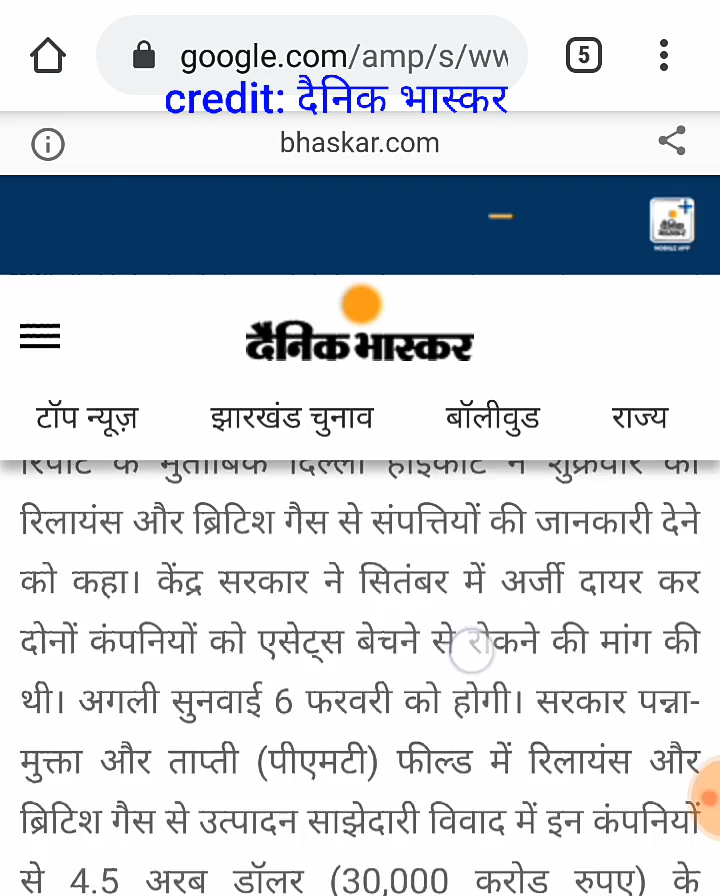 google.com/amp/s/ww
5
credit: दैनिक भास्कर
bhaskar.com
दैनिक भास्कर
टॉप न्यूज़ झारखंड चुनाव बॉलीवुड राज्य
रिपोर्ट के मुताबिक दिल्ली हाईकोर्ट ने शुक्रवार को
रिलायंस और ब्रिटिश गैस से संपत्तियों की जानकारी देने
को कहा। केंद्र सरकार ने सितंबर में अर्जी दायर कर
दोनों कंपनियों को एसेट्स बेचने से रोकने की मांग की
थी। अगली सुनवाई 6 फरवरी को होगी। सरकार पन्ना-
मुक्ता और ताप्ती (पीएमटी) फील्ड में रिलायंस और
ब्रिटिश गैस से उत्पादन साझेदारी विवाद में इन कंपनियों
से 4.5 अरब डॉलर (30,000 करोड़ रुपए) के